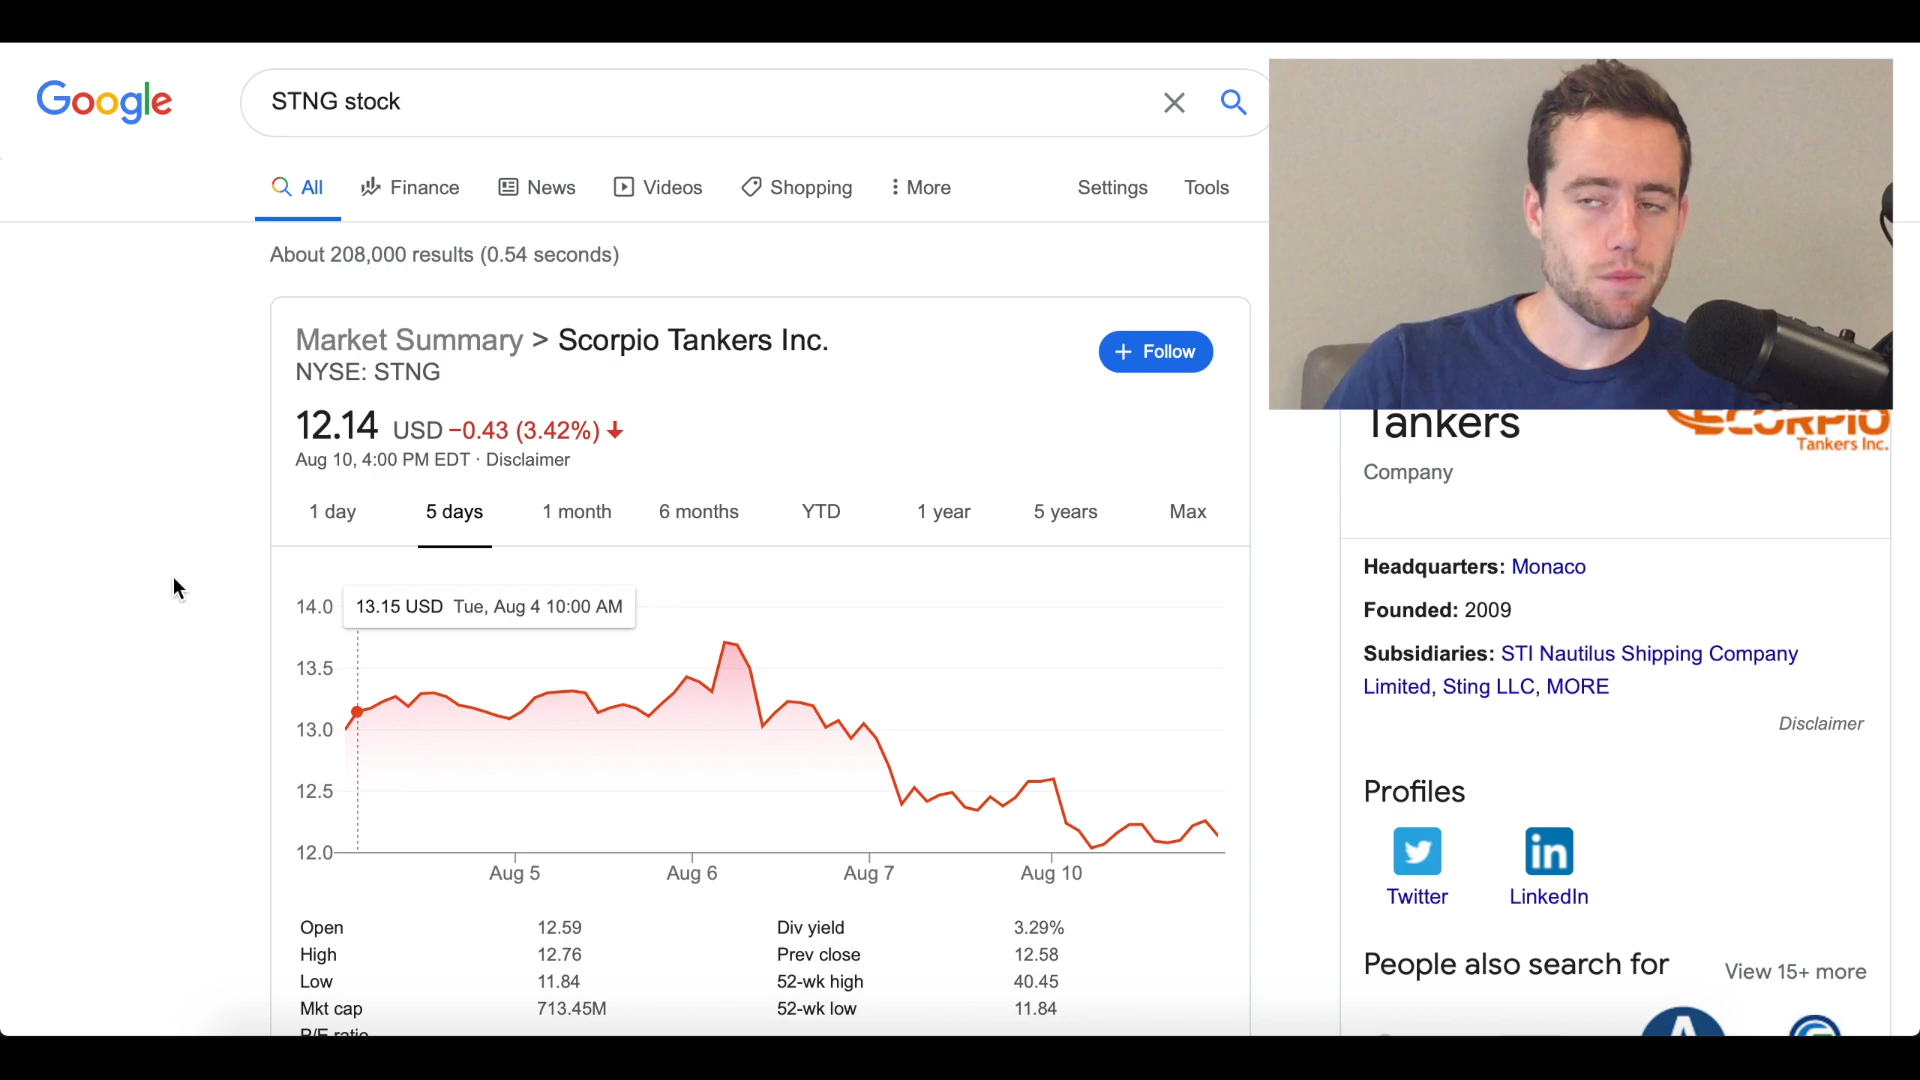 Google
STNG stock
All
Finance
News
Videos
Shopping
More
Settings
Tools
About 208,000 results (0.54 seconds)
Market Summary > Scorpio Tankers Inc.
NYSE: STNG
+ Follow
12.14 USD −0.43 (3.42%)
Aug 10, 4:00 PM EDT · Disclaimer
1 day
5 days
1 month
6 months
YTD
1 year
5 years
Max
13.15 USD Tue, Aug 4 10:00 AM
14.0
13.5
13.0
12.5
12.0
Aug 5
Aug 6
Aug 7
Aug 10
Open 12.59 Div yield 3.29%
High 12.76 Prev close 12.58
Low 11.84 52-wk high 40.45
Mkt cap 713.45M 52-wk low 11.84
P/E ratio
Tankers
SCORPIO
Tankers Inc.
Company
Headquarters: Monaco
Founded: 2009
Subsidiaries: STI Nautilus Shipping Company
Limited, Sting LLC, MORE
Disclaimer
Profiles
Twitter
LinkedIn
People also search for
View 15+ more